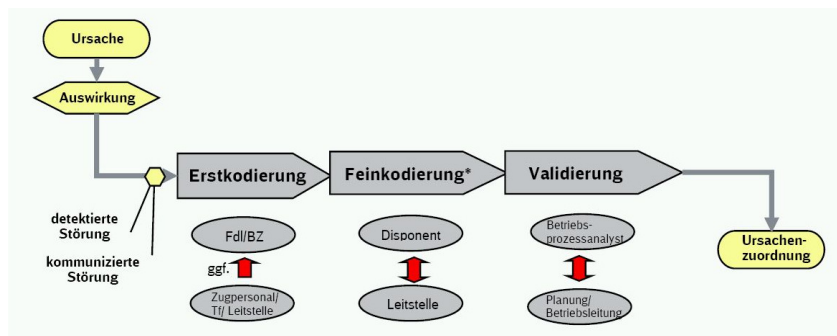 Ursache
Auswirkung
Erstkodierung
Feinkodierung*
Validierung
detektierte
Störung
kommunizierte
Störung
Fdl/BZ
ggf.
Zugpersonal/
Tf/ Leitstelle
Disponent
Leitstelle
Betriebs-
prozessanalyst
Planung/
Betriebsleitung
Ursachen-
zuordnung